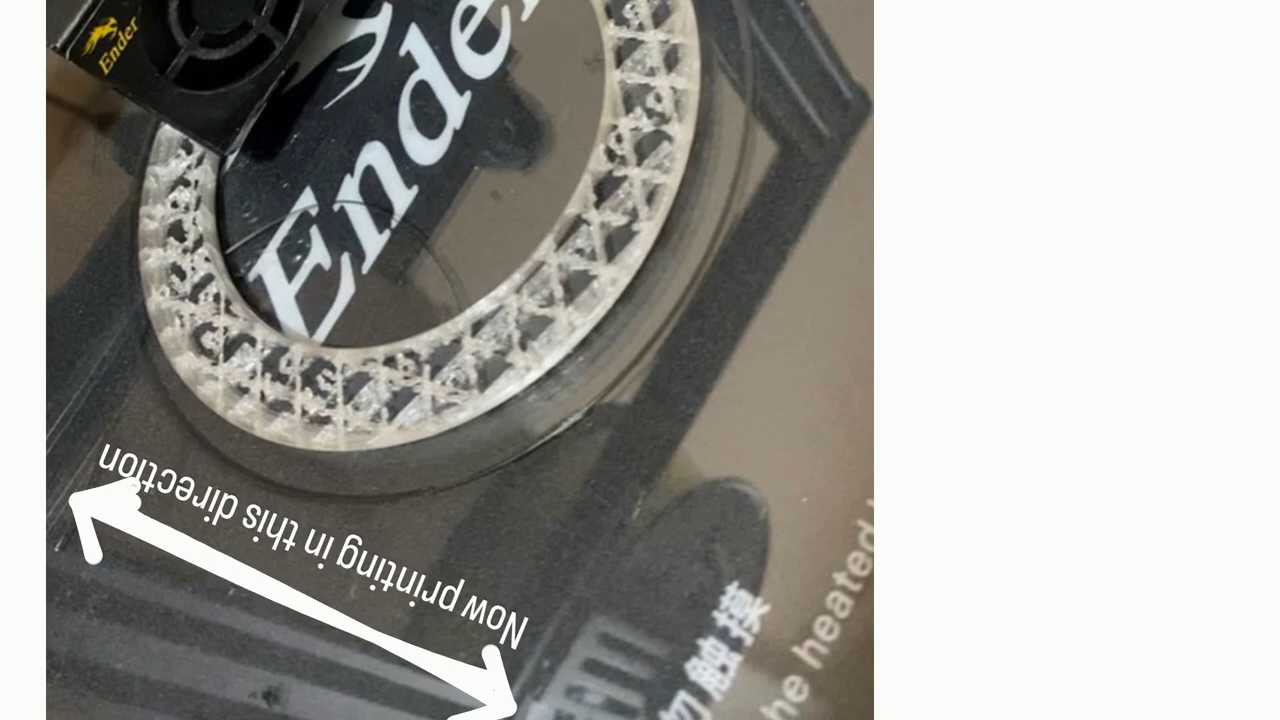 Ender
Ender
Now printing in this direction
勿触摸
he heated